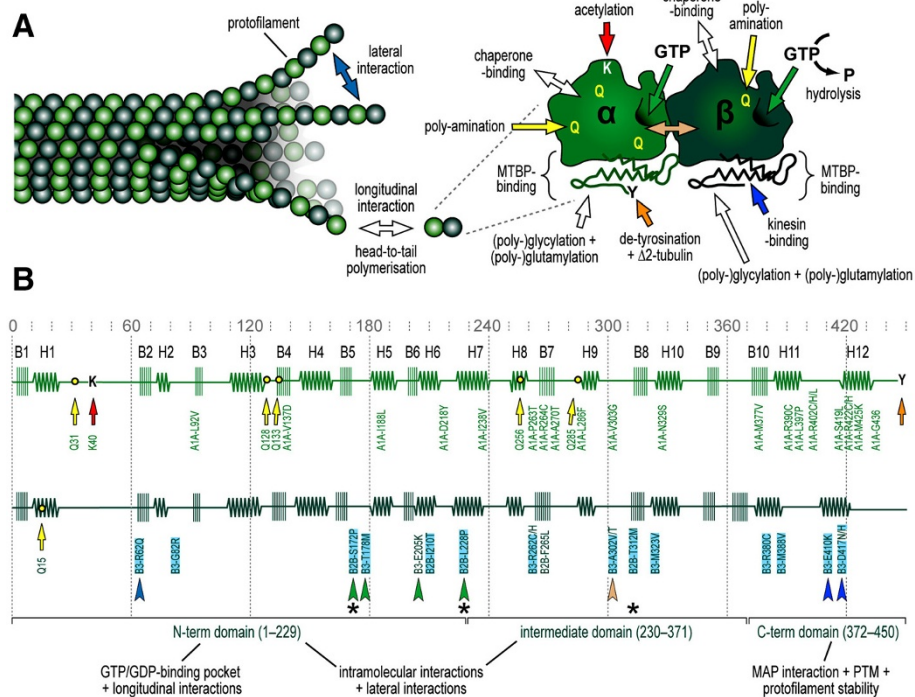 A
protofilament
lateral
interaction
longitudinal
interaction
head-to-tail
polymerisation
acetylation
chaperone
-binding
poly-
amination
chaperone
-binding
GTP
GTP
P
hydrolysis
K
Q
Q
Q
Q
α
β
poly-amination
MTBP-
binding
MTBP-
binding
Y
(poly-)glycylation +
(poly-)glutamylation
de-tyrosination
+ Δ2-tubulin
kinesin
-binding
(poly-)glycylation + (poly-)glutamylation
B
0 60 120 180 240 300 360 420
B1 H1 B2 H2 B3 H3 B4 H4 B5 H5 B6 H6 H7 H8 B7 H9 B8 H10 B9 B10 H11 H12
K Y
Q31
K40
A1A-L92V
Q128
Q133
A1A-V137D
A1A-I188L
A1A-D218Y
A1A-I238V
Q256
A1A-P263T
A1A-R264C
A1A-A270T
Q285
A1A-L286F
A1A-V303G
A1A-N329S
A1A-M377V
A1A-R390C
A1A-L397P
A1A-R402C/H/L
A1A-S419L
A1A-R422C/H
A1A-M425K
A1A-G436
Q15
B3-R62Q
B3-G82R
B2B-S172P
B3-T178M
B3-E205K
B2B-I210T
B2B-L228P
B3-R262C/H
B2B-F265L
B3-A302V/T
B2B-T312M
B3-M323V
B3-R380C
B3-M388V
B3-E410K
B3-D417N/H
* * *
N-term domain (1–229)
intermediate domain (230–371)
C-term domain (372–450)
GTP/GDP-binding pocket
+ longitudinal interactions
intramolecular interactions
+ lateral interactions
MAP interaction + PTM +
protofilament stability